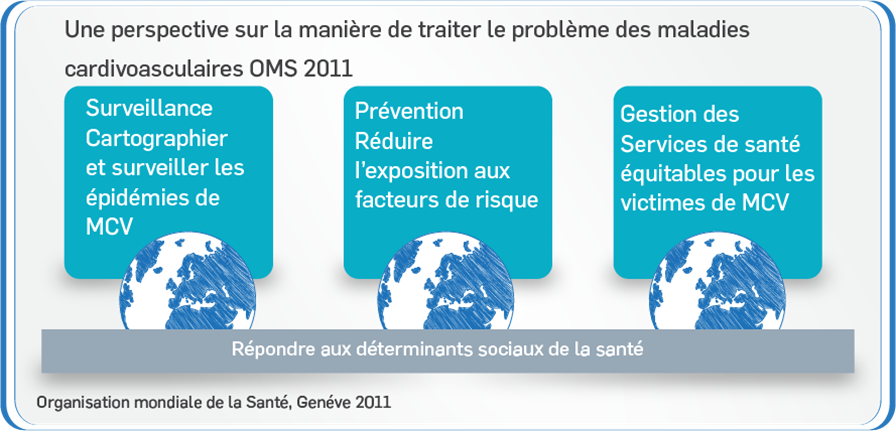 Une perspective sur la manière de traiter le problème des maladies
cardivoasculaires OMS 2011
Surveillance
Cartographier
et surveiller les
épidémies de
MCV
Prévention
Réduire
l'exposition aux
facteurs de risque
Gestion des
Services de santé
équitables pour les
victimes de MCV
Répondre aux déterminants sociaux de la santé
Organisation mondiale de la Santé, Genéve 2011